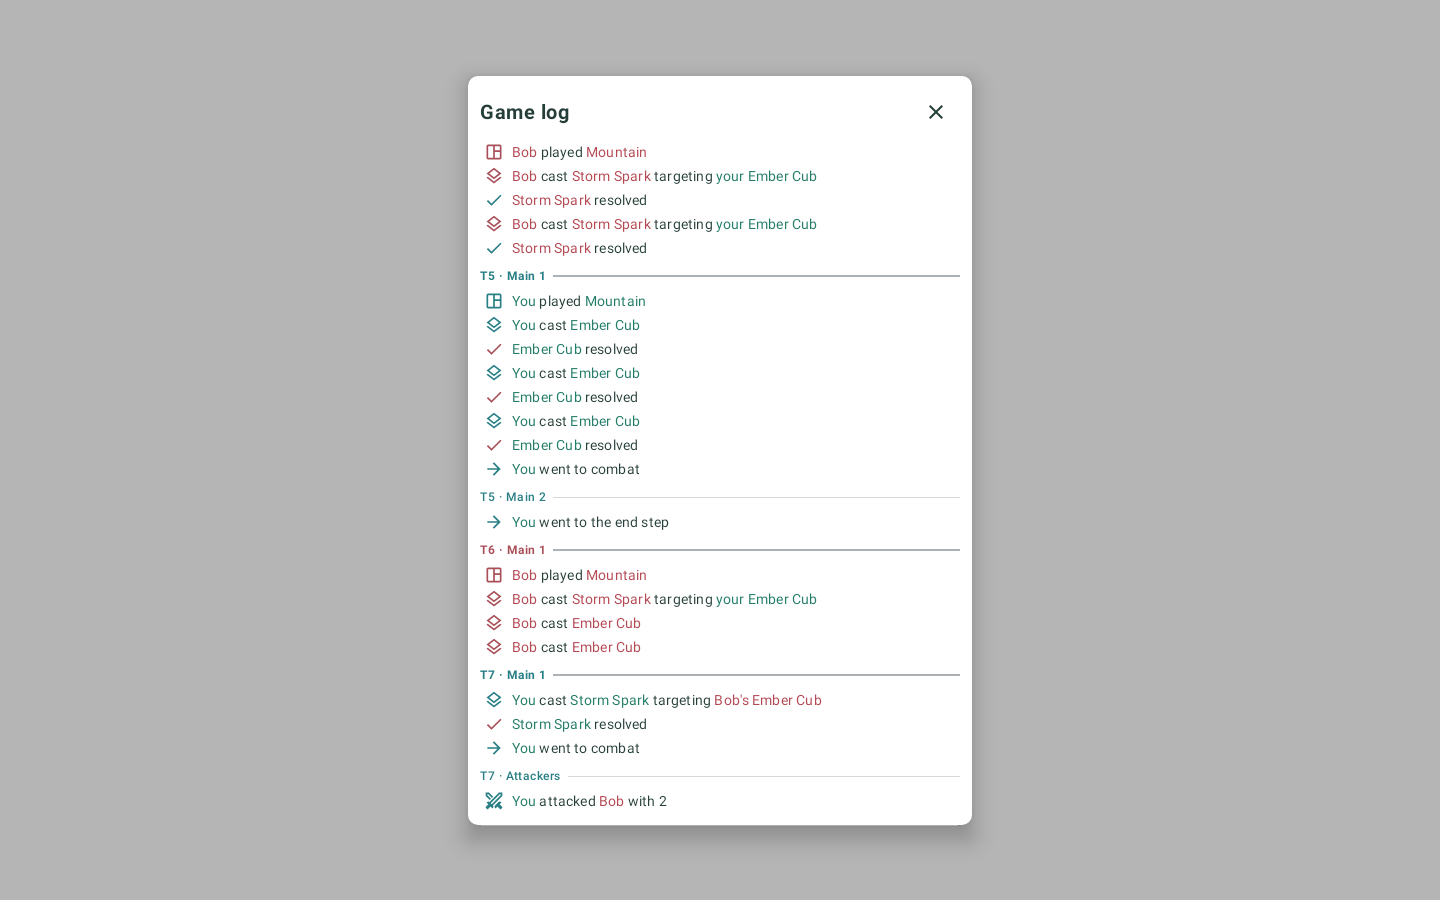 Game log
Bob played Mountain
Bob cast Storm Spark targeting your Ember Cub
Storm Spark resolved
Bob cast Storm Spark targeting your Ember Cub
Storm Spark resolved
T5 · Main 1
You played Mountain
You cast Ember Cub
Ember Cub resolved
You cast Ember Cub
Ember Cub resolved
You cast Ember Cub
Ember Cub resolved
You went to combat
T5 · Main 2
You went to the end step
T6 · Main 1
Bob played Mountain
Bob cast Storm Spark targeting your Ember Cub
Bob cast Ember Cub
Bob cast Ember Cub
T7 · Main 1
You cast Storm Spark targeting Bob's Ember Cub
Storm Spark resolved
You went to combat
T7 · Attackers
You attacked Bob with 2